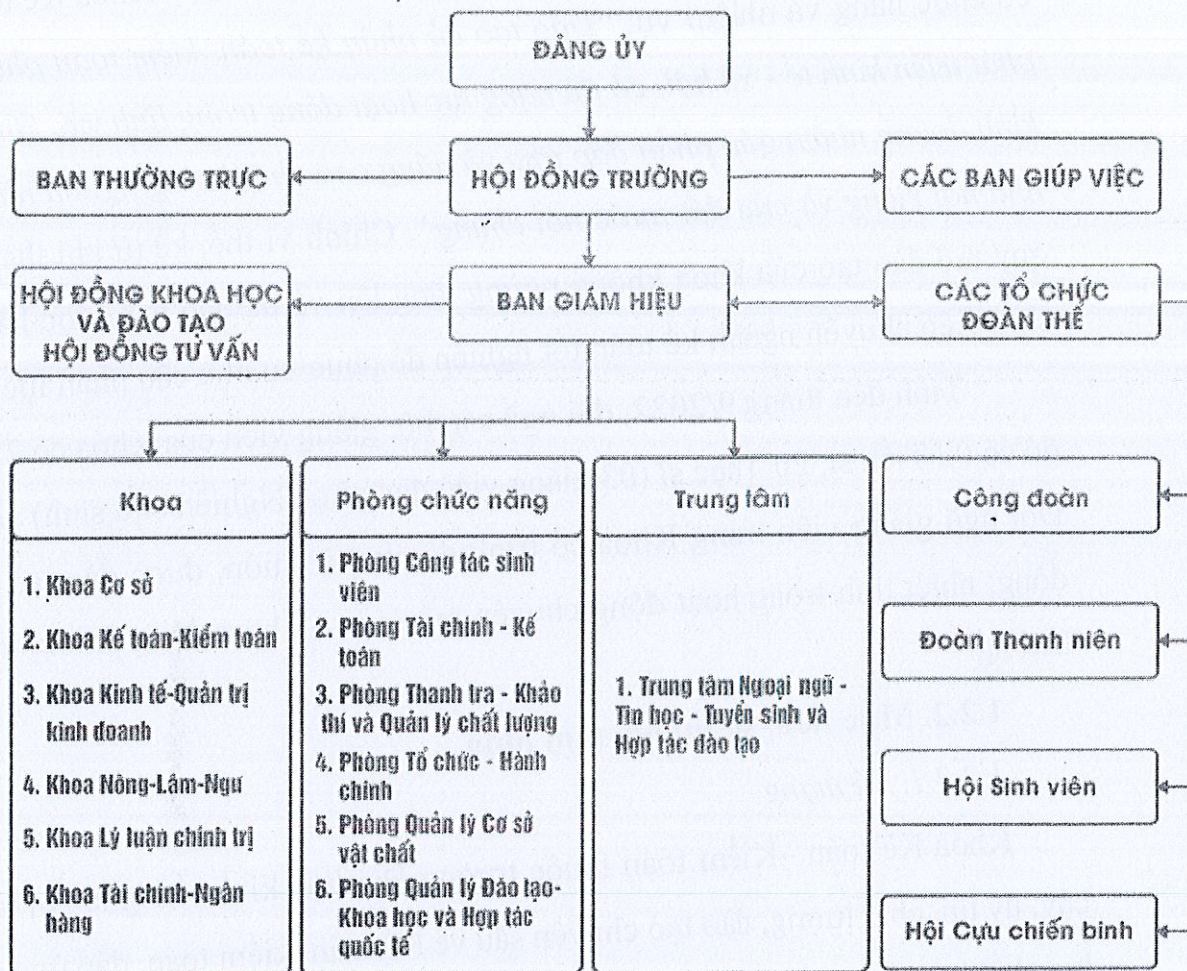 ĐẢNG ỦY
BAN THƯỜNG TRỰC
HỘI ĐỒNG TRƯỜNG
CÁC BAN GIÚP VIỆC
HỘI ĐỒNG KHOA HỌC
VÀ ĐÀO TẠO
HỘI ĐỒNG TƯ VẤN
BAN GIÁM HIỆU
CÁC TỔ CHỨC
ĐOÀN THỂ
Khoa
1. Khoa Cơ sở
2. Khoa Kế toán-Kiểm toán
3. Khoa Kinh tế-Quản trị
kinh doanh
4. Khoa Nông-Lâm-Ngư
5. Khoa Lý luận chính trị
6. Khoa Tài chính-Ngân
hàng
Phòng chức năng
1. Phòng Công tác sinh
viên
2. Phòng Tài chính - Kế
toán
3. Phòng Thanh tra - Khảo
thí và Quản lý chất lượng
4. Phòng Tổ chức - Hành
chính
5. Phòng Quản lý Cơ sở
vật chất
6. Phòng Quản lý Đào tạo-
Khoa học và Hợp tác
quốc tế
Trung tâm
1. Trung tâm Ngoại ngữ -
Tin học - Tuyển sinh và
Hợp tác đào tạo
Công đoàn
Đoàn Thanh niên
Hội Sinh viên
Hội Cựu chiến binh